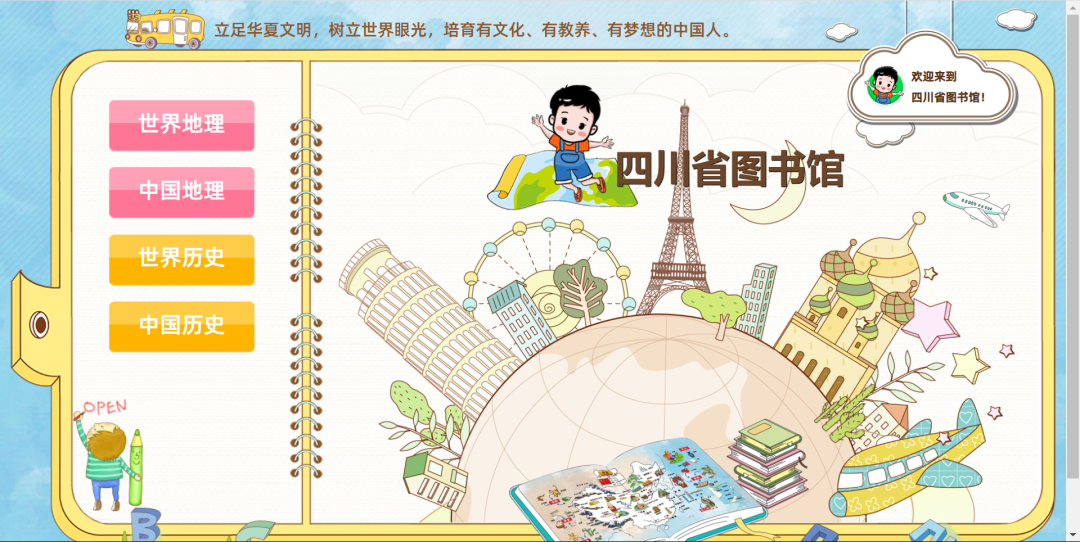 立足华夏文明，树立世界眼光，培育有文化、有教养、有梦想的中国人。
欢迎来到
四川省图书馆！
世界地理
中国地理
世界历史
中国历史
四川省图书馆
OPEN
B